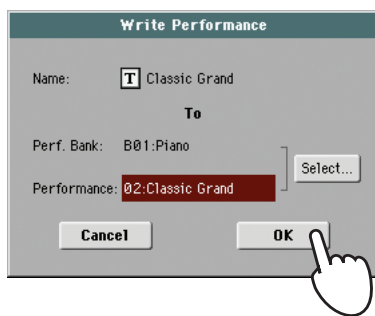 Write Performance
Name: T Classic Grand
To
Perf. Bank: B01:Piano
Select...
Performance: 02:Classic Grand
Cancel OK